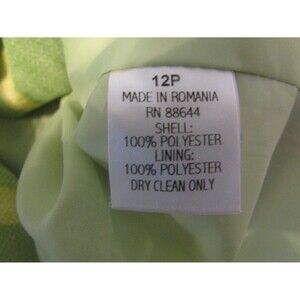 12P
MADE IN ROMANIA
RN 88644
SHELL:
100% POLYESTER
LINING:
100% POLYESTER
DRY CLEAN ONLY